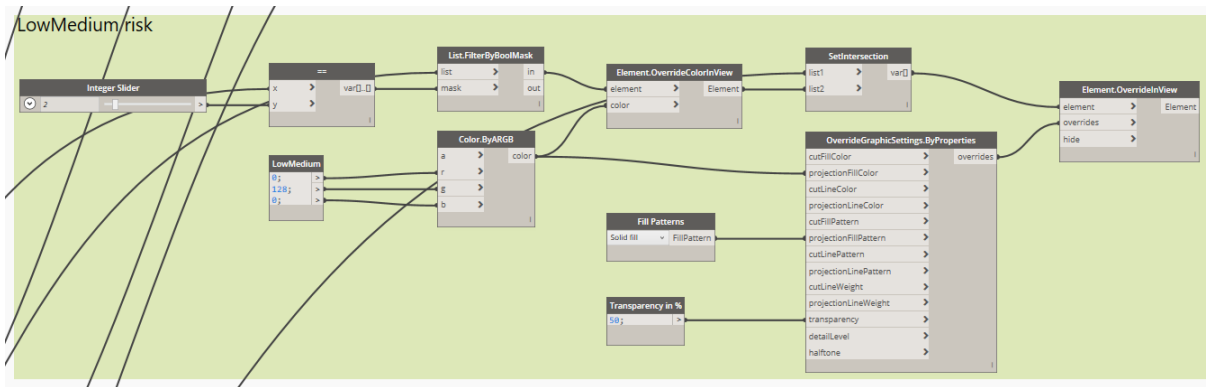 LowMedium risk
Integer Slider
2
>
==
x > var[]..[]
y >
List.FilterByBoolMask
list > in
mask > out
Element.OverrideColorInView
element > Element
color >
SetIntersection
list1 > var[]
list2 >
Element.OverrideInView
element > Element
overrides >
hide >
LowMedium
0; >
128; >
0; >
Color.ByARGB
a > color
r >
g >
b >
Fill Patterns
Solid fill FillPattern
Transparency in %
50; >
OverrideGraphicSettings.ByProperties
cutFillColor > overrides
projectionFillColor >
cutLineColor >
projectionLineColor >
cutFillPattern >
projectionFillPattern >
cutLinePattern >
projectionLinePattern >
cutLineWeight >
projectionLineWeight >
transparency >
detailLevel >
halftone >